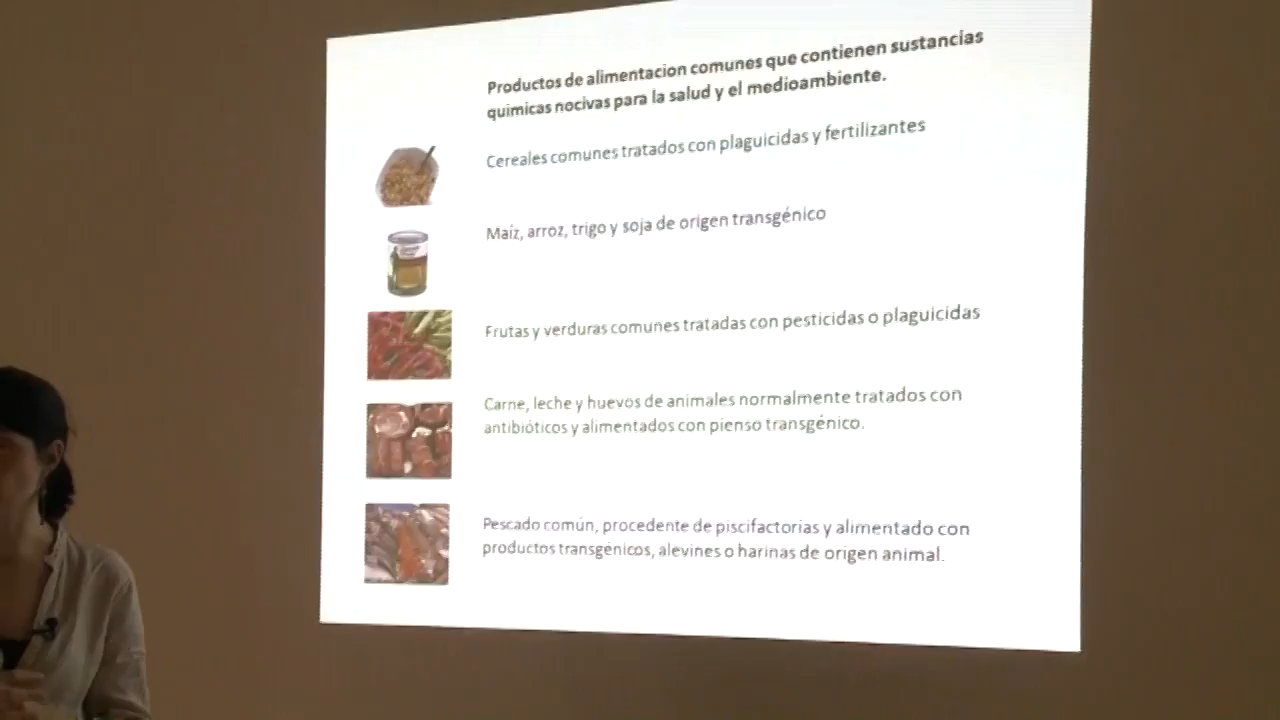 Productos de alimentacion comunes que contienen sustancias
quimicas nocivas para la salud y el medioambiente.
Cereales comunes tratados con plaguicidas y fertilizantes
Maíz, arroz, trigo y soja de origen transgénico
Frutas y verduras comunes tratadas con pesticidas o plaguicidas
Carne, leche y huevos de animales normalmente tratados con
antibióticos y alimentados con pienso transgénico.
Pescado común, procedente de piscifactorias y alimentado con
productos transgénicos, alevines o harinas de origen animal.